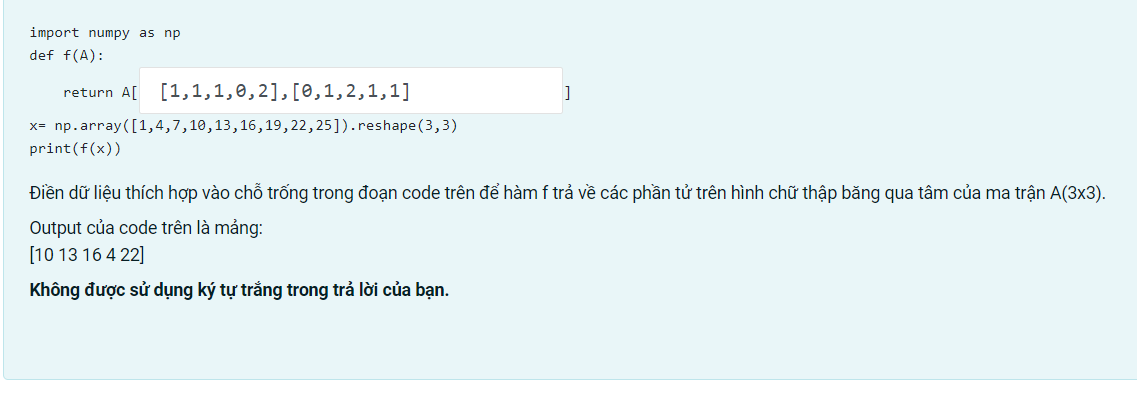 import numpy as np
def f(A):
return A[ [1,1,1,0,2],[0,1,2,1,1] ]
x= np.array([1,4,7,10,13,16,19,22,25]).reshape(3,3)
print(f(x))
Điền dữ liệu thích hợp vào chỗ trống trong đoạn code trên để hàm f trả về các phần tử trên hình chữ thập băng qua tâm của ma trận A(3x3).
Output của code trên là mảng:
[10 13 16 4 22]
Không được sử dụng ký tự trắng trong trả lời của bạn.